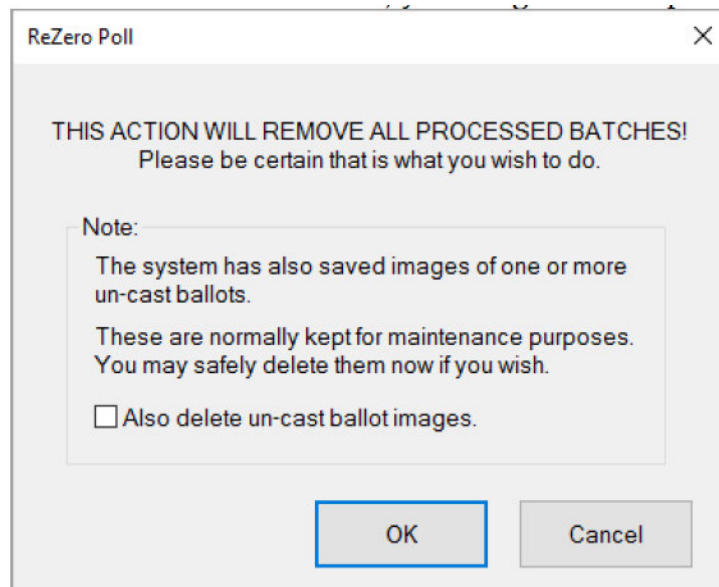 ReZero Poll
THIS ACTION WILL REMOVE ALL PROCESSED BATCHES!
Please be certain that is what you wish to do.
Note:
The system has also saved images of one or more
un-cast ballots.
These are normally kept for maintenance purposes.
You may safely delete them now if you wish.
Also delete un-cast ballot images.
OK
Cancel